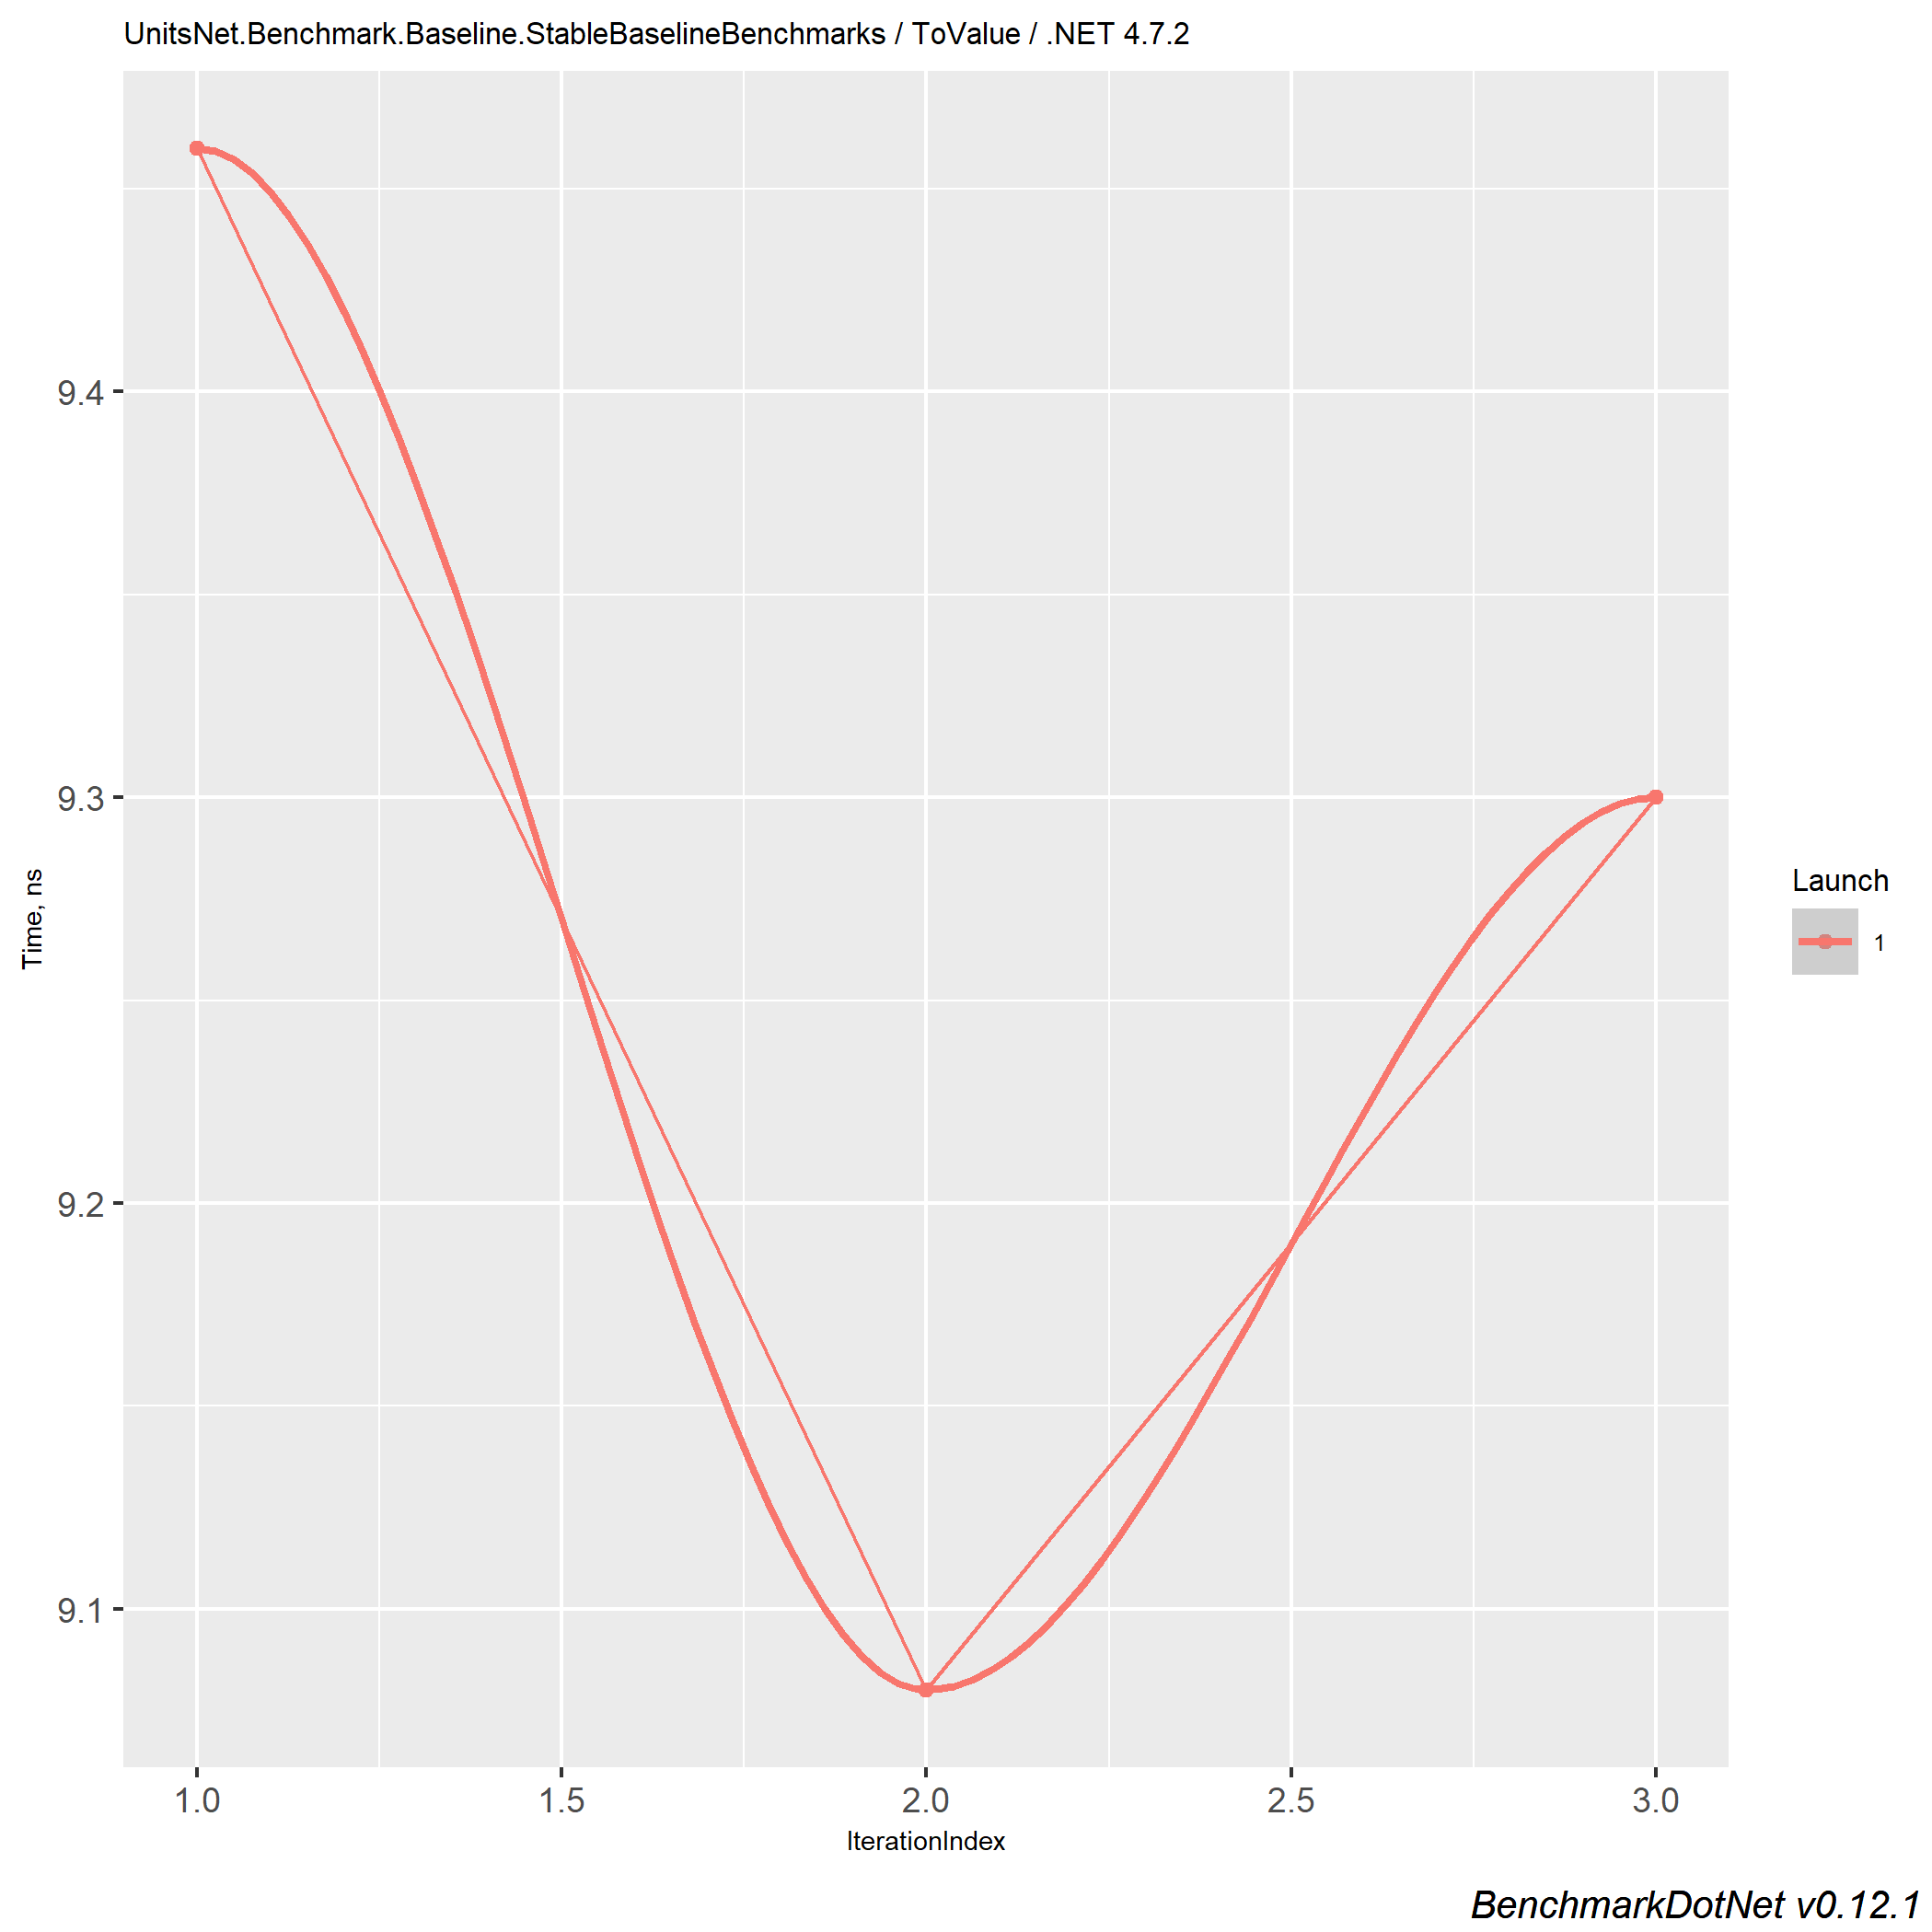 UnitsNet.Benchmark.Baseline.StableBaselineBenchmarks / ToValue / .NET 4.7.2
9.4
9.3
9.2
9.1
Time, ns
1.0 1.5 2.0 2.5 3.0
IterationIndex
Launch
1
BenchmarkDotNet v0.12.1